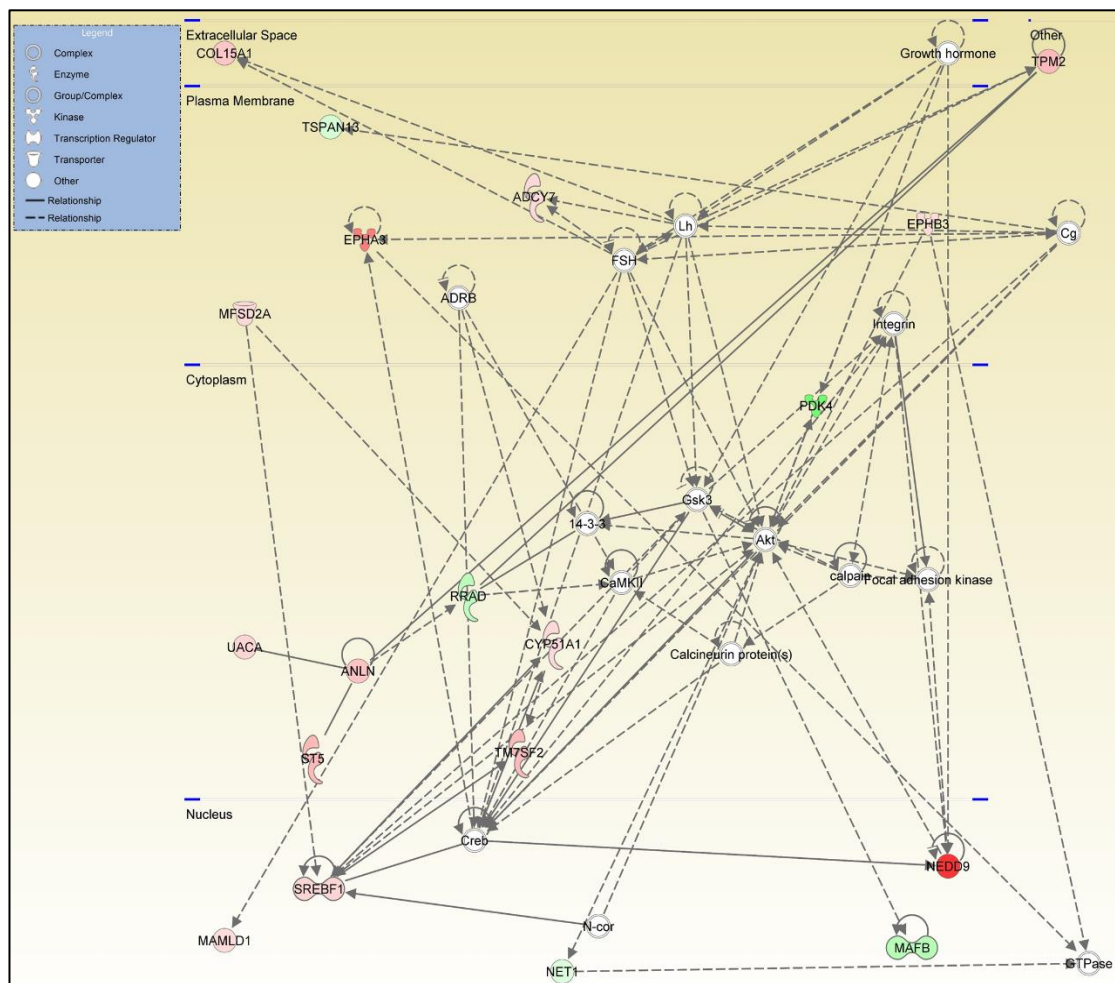 Legend
Complex
Enzyme
Group/Complex
Kinase
Transcription Regulator
Transporter
Other
Relationship
Relationship
Extracellular Space
COL15A1
Growth hormone
Other
TPM2
Plasma Membrane
TSPAN13
ADCY7
EPHA3
Lh
EPHB3
Cg
FSH
ADRB
MFSD2A
Integrin
Cytoplasm
PDK4
Gsk3
14-3-3
Akt
CaMKII
calpain
Focal adhesion kinase
RRAD
UACA
ANLN
CYP51A1
Calcineurin protein(s)
ST5
TM7SF2
Nucleus
Creb
NEDD9
SREBF1
N-cor
MAMLD1
MAFB
NET1
GTPase